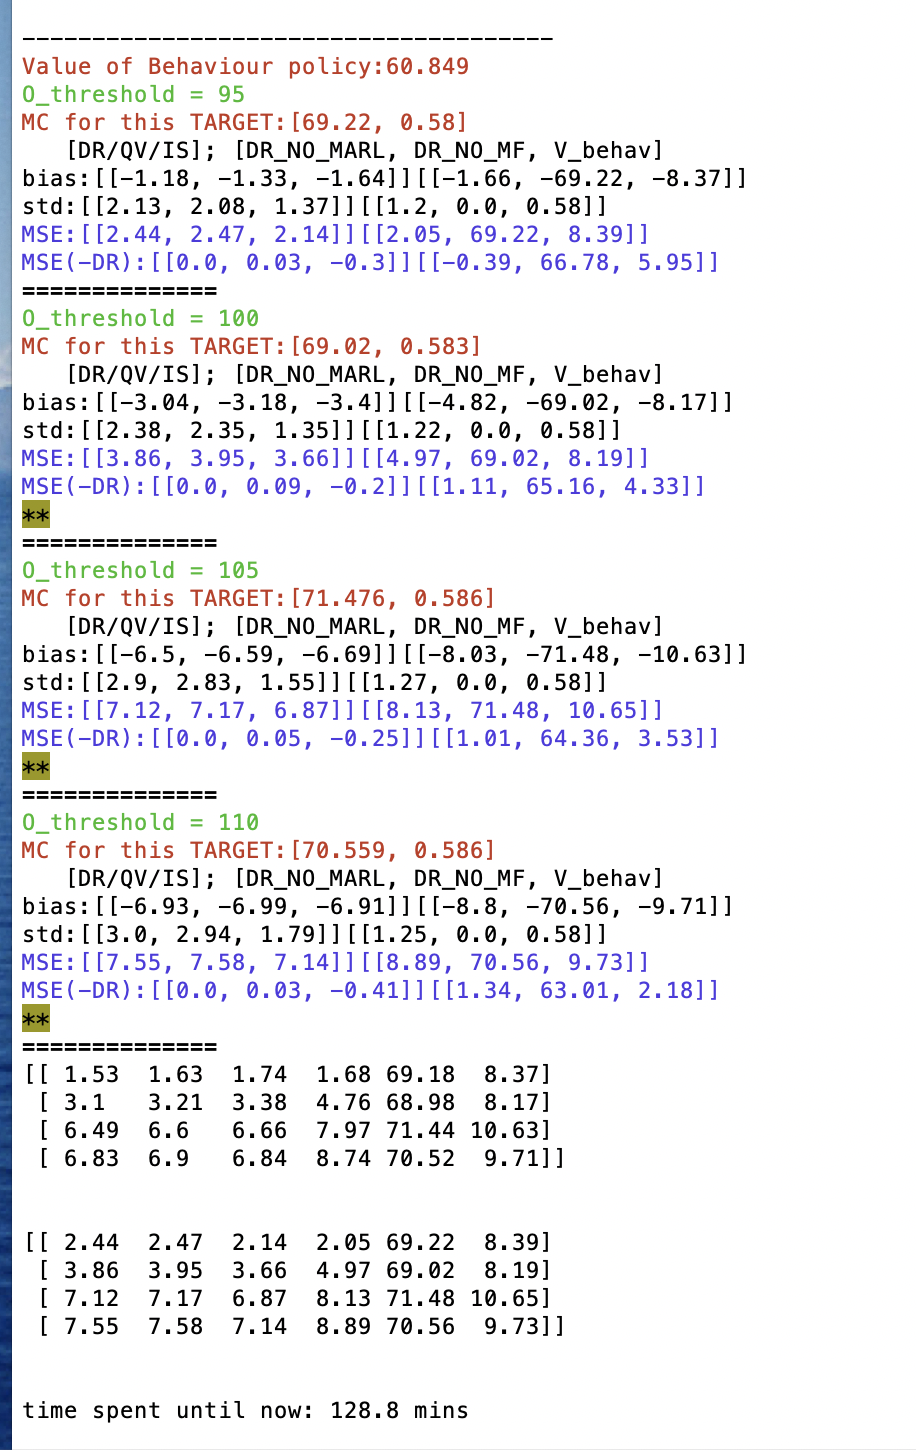 --------------------------------------
Value of Behaviour policy:60.849
O_threshold = 95
MC for this TARGET:[69.22, 0.58]
   [DR/QV/IS]; [DR_NO_MARL, DR_NO_MF, V_behav]
bias:[[-1.18, -1.33, -1.64]][[-1.66, -69.22, -8.37]]
std:[[2.13, 2.08, 1.37]][[1.2, 0.0, 0.58]]
MSE:[[2.44, 2.47, 2.14]][[2.05, 69.22, 8.39]]
MSE(-DR):[[0.0, 0.03, -0.3]][[-0.39, 66.78, 5.95]]
==============
O_threshold = 100
MC for this TARGET:[69.02, 0.583]
   [DR/QV/IS]; [DR_NO_MARL, DR_NO_MF, V_behav]
bias:[[-3.04, -3.18, -3.4]][[-4.82, -69.02, -8.17]]
std:[[2.38, 2.35, 1.35]][[1.22, 0.0, 0.58]]
MSE:[[3.86, 3.95, 3.66]][[4.97, 69.02, 8.19]]
MSE(-DR):[[0.0, 0.09, -0.2]][[1.11, 65.16, 4.33]]
**
==============
O_threshold = 105
MC for this TARGET:[71.476, 0.586]
   [DR/QV/IS]; [DR_NO_MARL, DR_NO_MF, V_behav]
bias:[[-6.5, -6.59, -6.69]][[-8.03, -71.48, -10.63]]
std:[[2.9, 2.83, 1.55]][[1.27, 0.0, 0.58]]
MSE:[[7.12, 7.17, 6.87]][[8.13, 71.48, 10.65]]
MSE(-DR):[[0.0, 0.05, -0.25]][[1.01, 64.36, 3.53]]
**
==============
O_threshold = 110
MC for this TARGET:[70.559, 0.586]
   [DR/QV/IS]; [DR_NO_MARL, DR_NO_MF, V_behav]
bias:[[-6.93, -6.99, -6.91]][[-8.8, -70.56, -9.71]]
std:[[3.0, 2.94, 1.79]][[1.25, 0.0, 0.58]]
MSE:[[7.55, 7.58, 7.14]][[8.89, 70.56, 9.73]]
MSE(-DR):[[0.0, 0.03, -0.41]][[1.34, 63.01, 2.18]]
**
==============
[[ 1.53  1.63  1.74  1.68 69.18  8.37]
 [ 3.1   3.21  3.38  4.76 68.98  8.17]
 [ 6.49  6.6   6.66  7.97 71.44 10.63]
 [ 6.83  6.9   6.84  8.74 70.52  9.71]]
[[ 2.44  2.47  2.14  2.05 69.22  8.39]
 [ 3.86  3.95  3.66  4.97 69.02  8.19]
 [ 7.12  7.17  6.87  8.13 71.48 10.65]
 [ 7.55  7.58  7.14  8.89 70.56  9.73]]
time spent until now: 128.8 mins